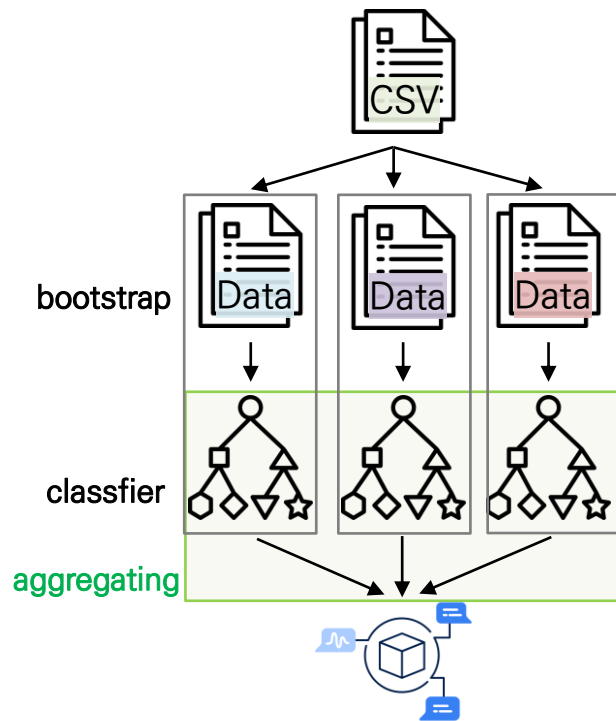 CSV
bootstrap
Data
Data
Data
classfier
aggregating